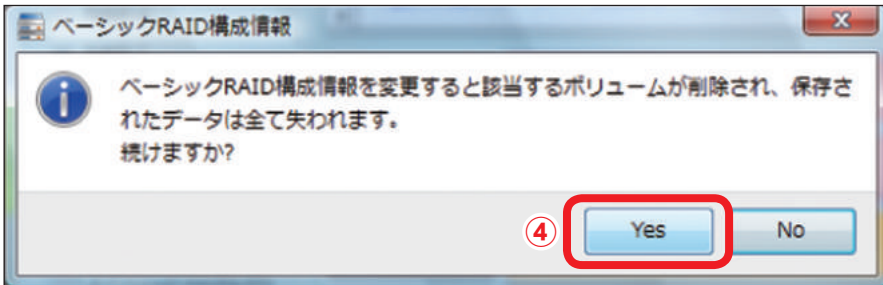 ベーシックRAID構成情報
ベーシックRAID構成情報を変更すると該当するボリュームが削除され、保存さ
れたデータは全て失われます。
続けますか?
④ Yes No